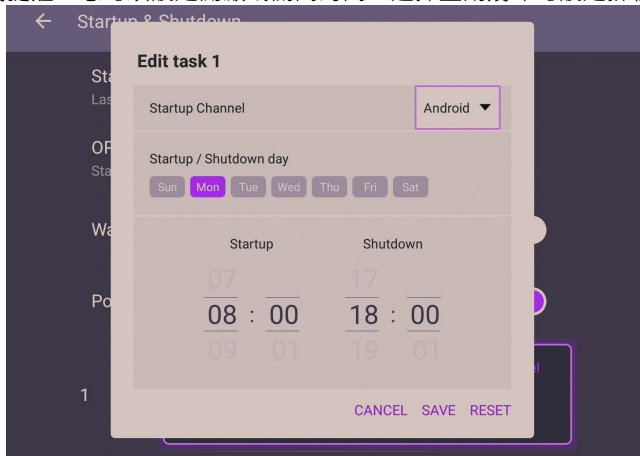 ← Startup & Shutdown
Edit task 1
Startup Channel
Android
Startup / Shutdown day
Sun Mon Tue Wed Thu Fri Sat
Startup Shutdown
07 17
08 : 00 18 : 00
09 01 19 01
CANCEL SAVE RESET
1